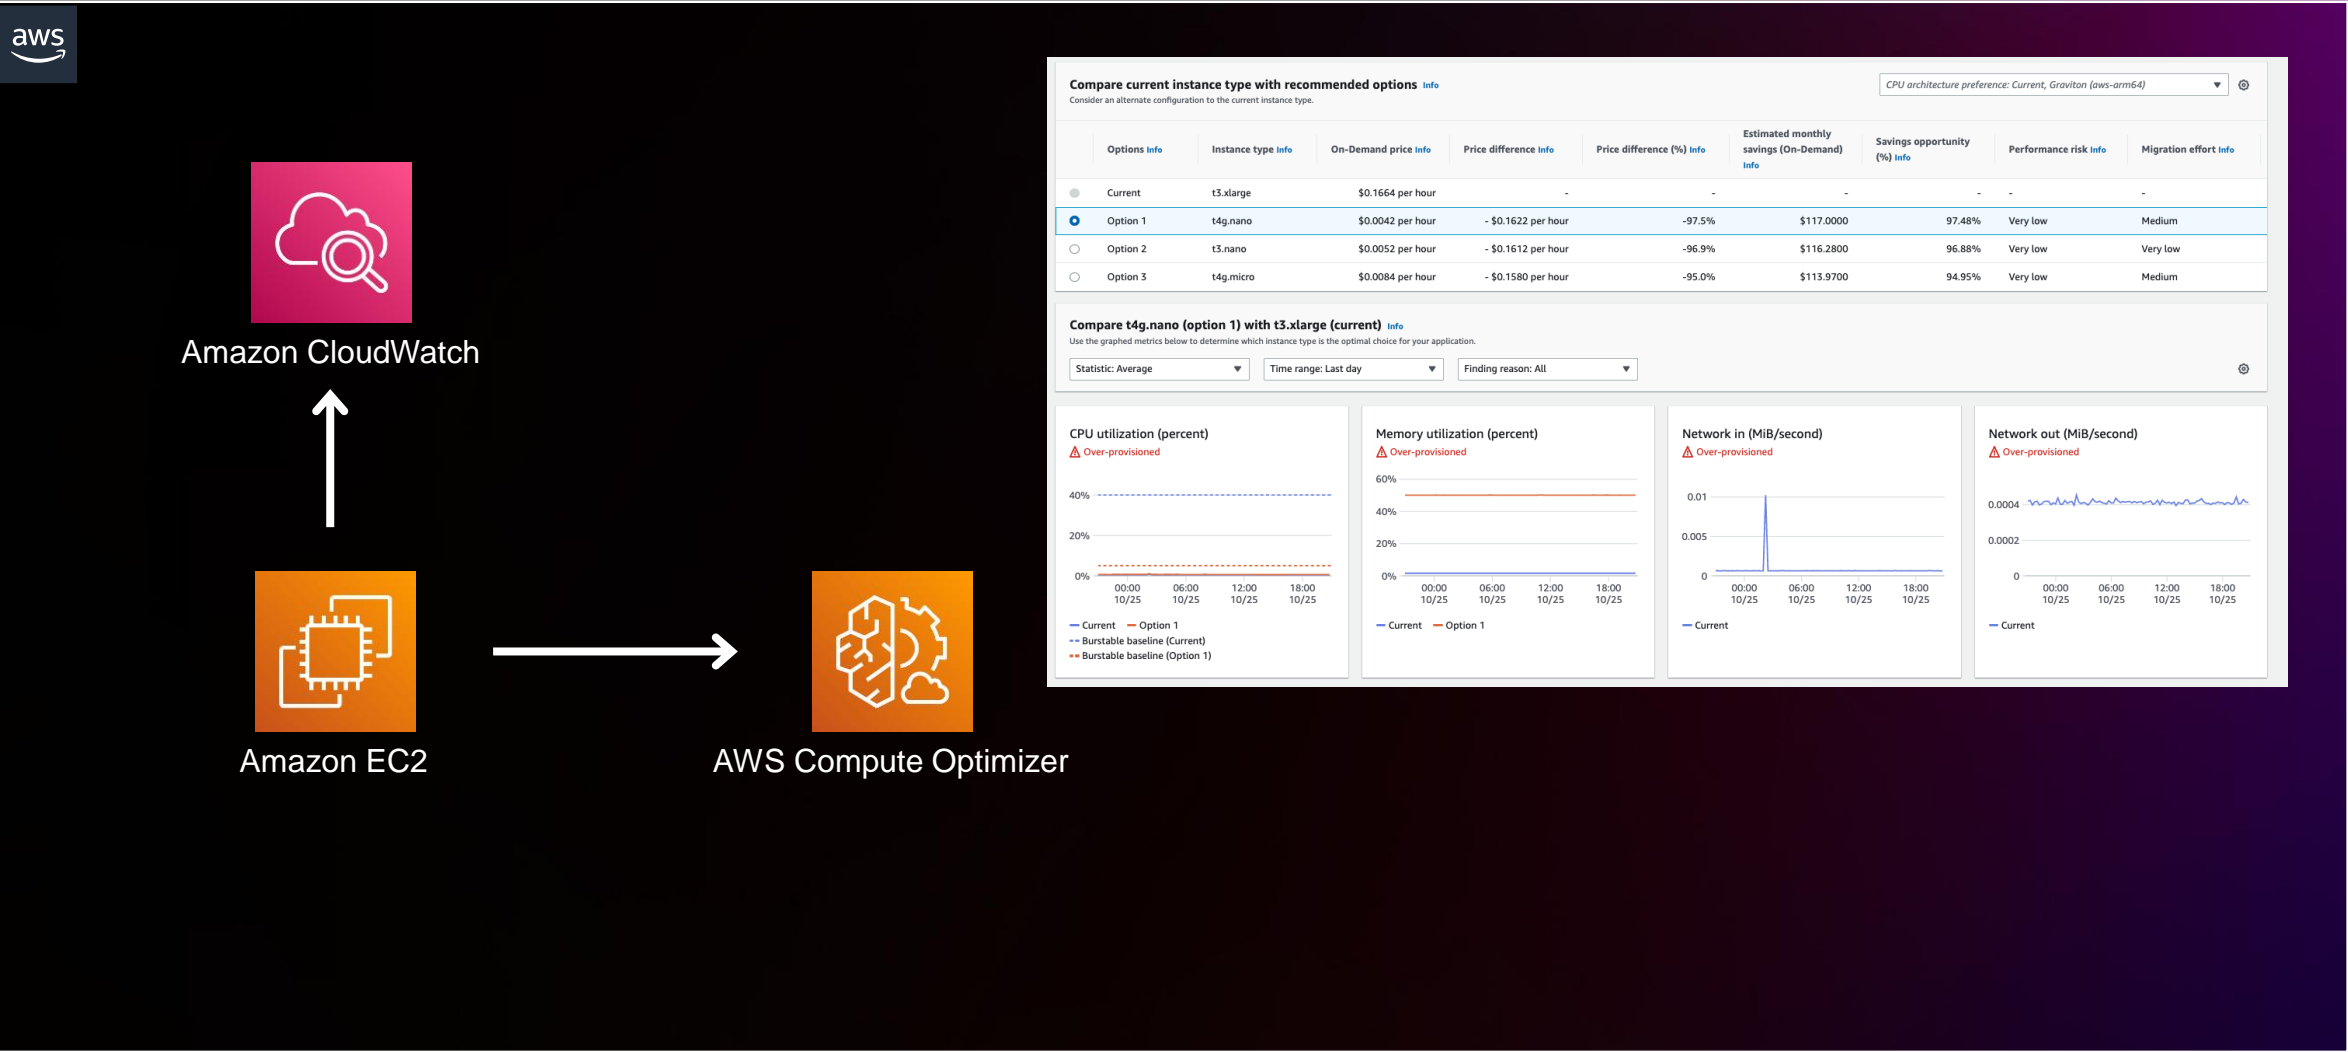 aws
Amazon CloudWatch
Amazon EC2
AWS Compute Optimizer
Compare current instance type with recommended options Info
Consider an alternate configuration to the current instance type.
CPU architecture preference: Current, Graviton (aws-arm64)
Options Info
Instance type Info
On-Demand price Info
Price difference Info
Price difference (%) Info
Estimated monthly
savings (On-Demand)
Info
Savings opportunity
(%) Info
Performance risk Info
Migration effort Info
Current t3.xlarge $0.1664 per hour - - - - - -
Option 1 t4g.nano $0.0042 per hour - $0.1622 per hour -97.5% $117.0000 97.48% Very low Medium
Option 2 t3.nano $0.0052 per hour - $0.1612 per hour -96.9% $116.2800 96.88% Very low Very low
Option 3 t4g.micro $0.0084 per hour - $0.1580 per hour -95.0% $113.9700 94.95% Very low Medium
Compare t4g.nano (option 1) with t3.xlarge (current) Info
Use the graphed metrics below to determine which instance type is the optimal choice for your application.
Statistic: Average
Time range: Last day
Finding reason: All
CPU utilization (percent)
Over-provisioned
40%
20%
0%
00:00 06:00 12:00 18:00
10/25 10/25 10/25 10/25
Current Option 1
Burstable baseline (Current)
Burstable baseline (Option 1)
Memory utilization (percent)
Over-provisioned
60%
40%
20%
0%
00:00 06:00 12:00 18:00
10/25 10/25 10/25 10/25
Current Option 1
Network in (MiB/second)
Over-provisioned
0.01
0.005
0
00:00 06:00 12:00 18:00
10/25 10/25 10/25 10/25
Current
Network out (MiB/second)
Over-provisioned
0.0004
0.0002
0
00:00 06:00 12:00 18:00
10/25 10/25 10/25 10/25
Current